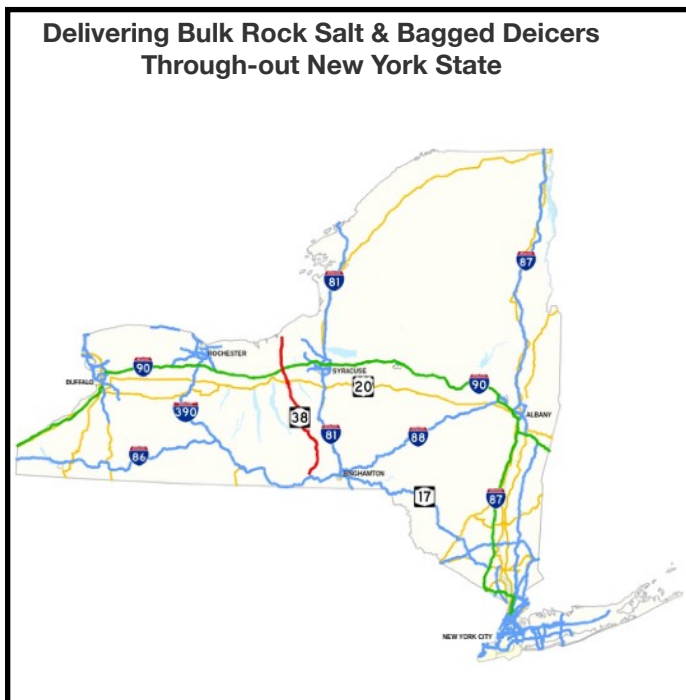 Delivering Bulk Rock Salt & Bagged Deicers
Through-out New York State
87
81
ROCHESTER
90
SYRACUSE
BUFFALO
20
90
390
38
ALBANY
81
88
86
BINGHAMTON
17
87
NEW YORK CITY